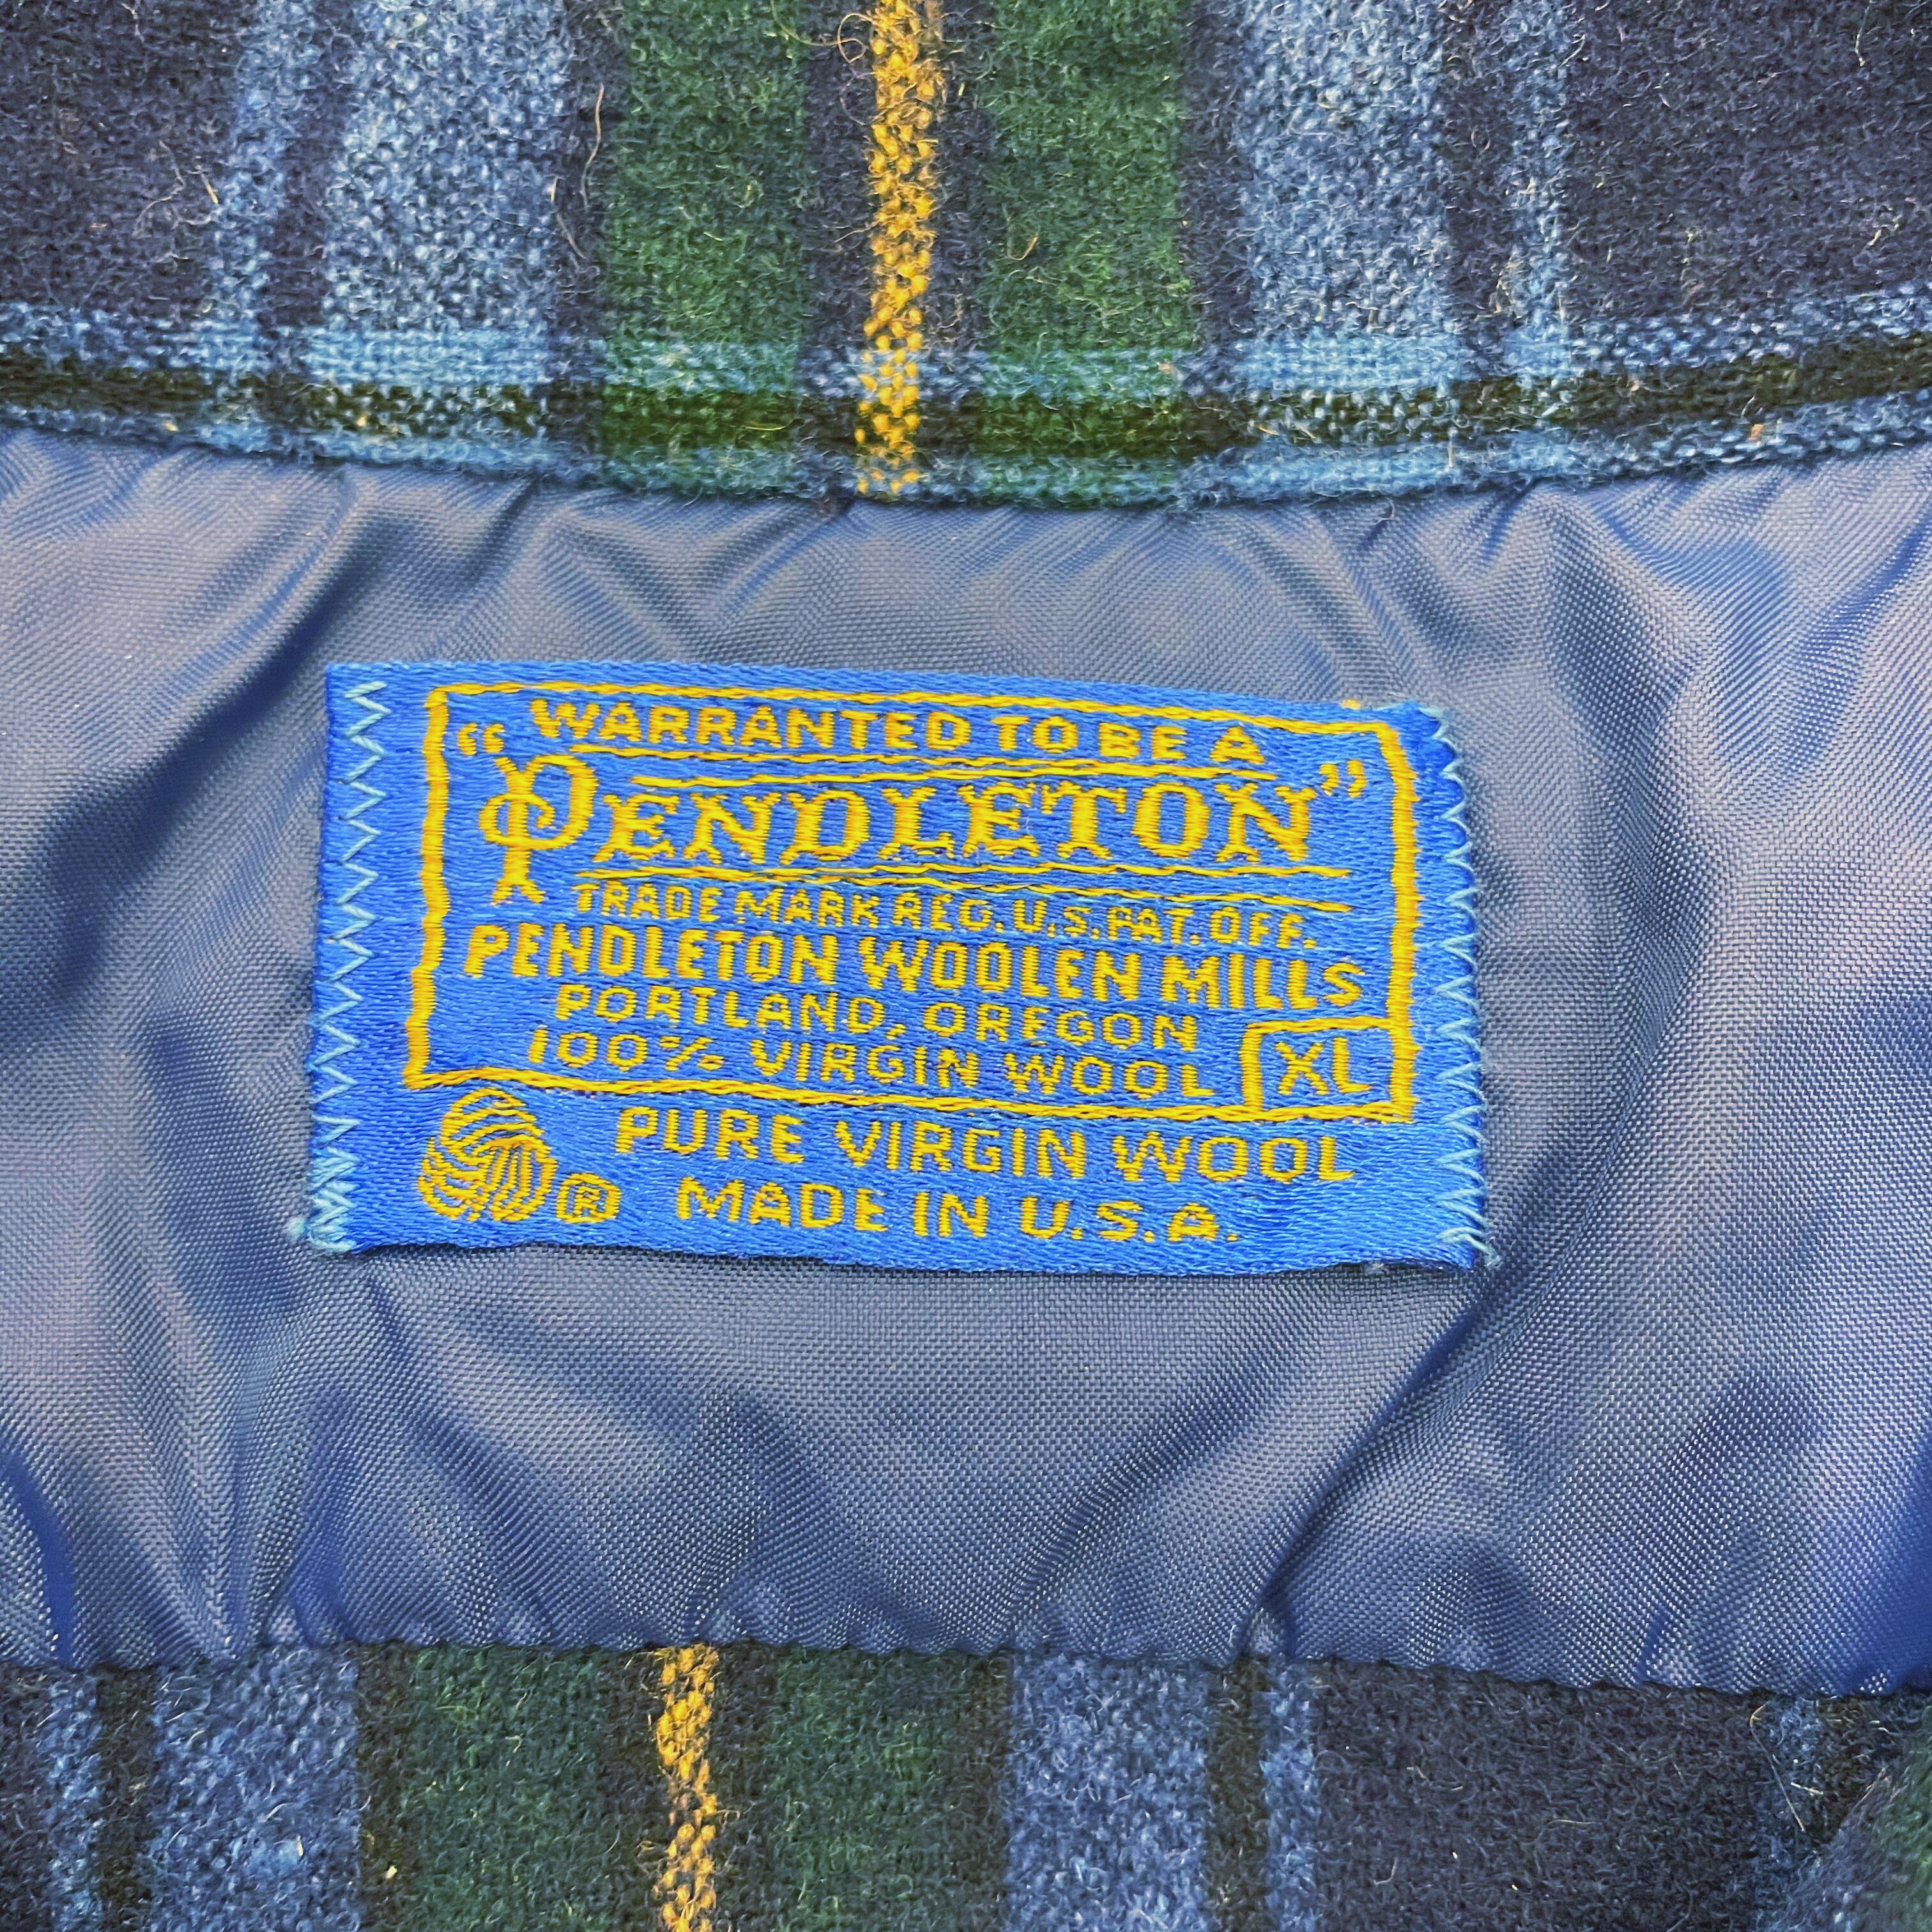 WARRANTED TO BE A
"PENDLETON"
TRADE MARK REG. U.S. PAT. OFF.
PENDLETON WOOLEN MILLS
PORTLAND, OREGON
100% VIRGIN WOOL
XL
PURE VIRGIN WOOL
® MADE IN U.S.A.